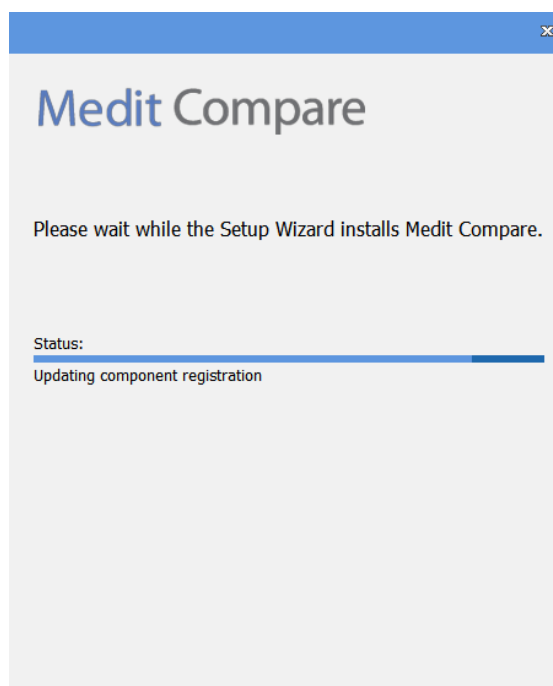 Medit Compare
Please wait while the Setup Wizard installs Medit Compare.
Status:
Updating component registration